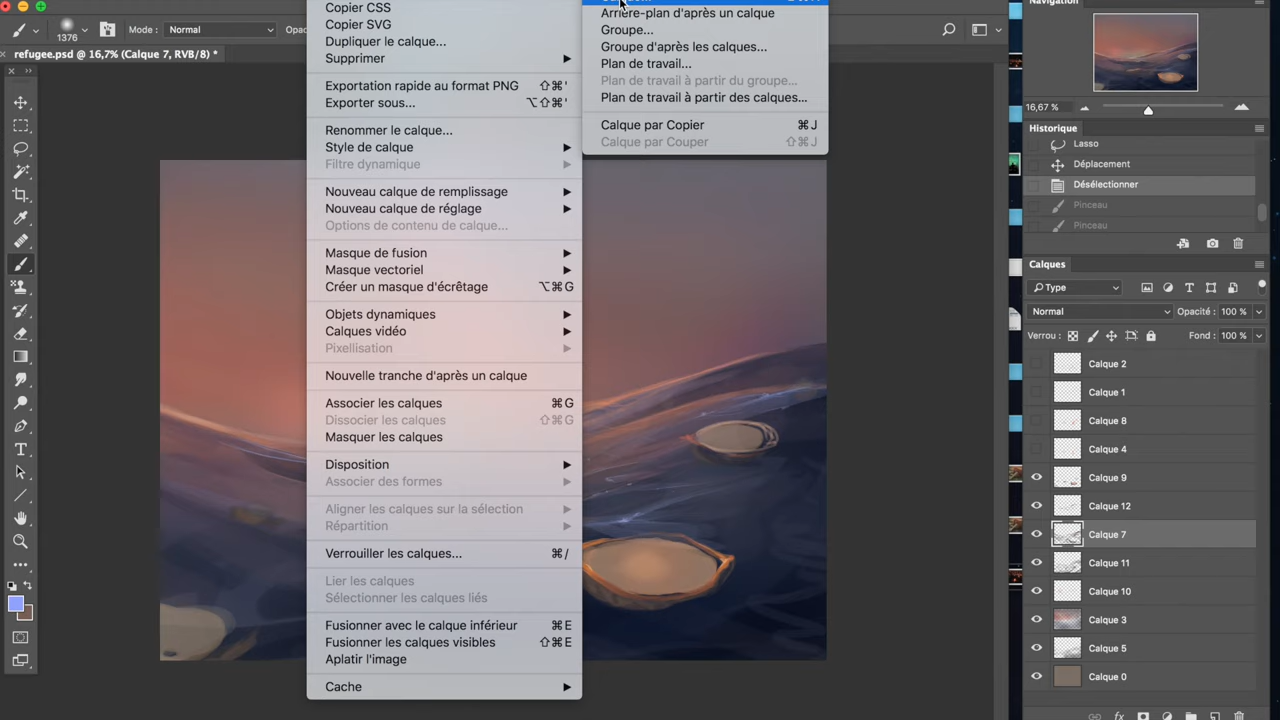 1376
Mode :
Normal
Opac
refugee.psd @ 16,7% (Calque 7, RVB/8) *
Copier CSS
Copier SVG
Dupliquer le calque...
Supprimer
Exportation rapide au format PNG ⇧⌘'
Exporter sous... ⌥⇧⌘'
Renommer le calque...
Style de calque
Filtre dynamique
Nouveau calque de remplissage
Nouveau calque de réglage
Options de contenu de calque...
Masque de fusion
Masque vectoriel
Créer un masque d'écrêtage ⌥⌘G
Objets dynamiques
Calques vidéo
Pixellisation
Nouvelle tranche d'après un calque
Associer les calques ⌘G
Dissocier les calques ⇧⌘G
Masquer les calques
Disposition
Associer des formes
Aligner les calques sur la sélection
Répartition
Verrouiller les calques... ⌘/
Lier les calques
Sélectionner les calques liés
Fusionner avec le calque inférieur ⌘E
Fusionner les calques visibles ⇧⌘E
Aplatir l'image
Cache
Arrière-plan d'après un calque
Groupe...
Groupe d'après les calques...
Plan de travail...
Plan de travail à partir du groupe...
Plan de travail à partir des calques...
Calque par Copier ⌘J
Calque par Couper ⇧⌘J
Navigation
16,67 %
Historique
Lasso
Déplacement
Désélectionner
Pinceau
Pinceau
Calques
Type
Normal
Opacité : 100 %
Verrou :
Fond : 100 %
Calque 2
Calque 1
Calque 8
Calque 4
Calque 9
Calque 12
Calque 7
Calque 11
Calque 10
Calque 3
Calque 5
Calque 0
fx